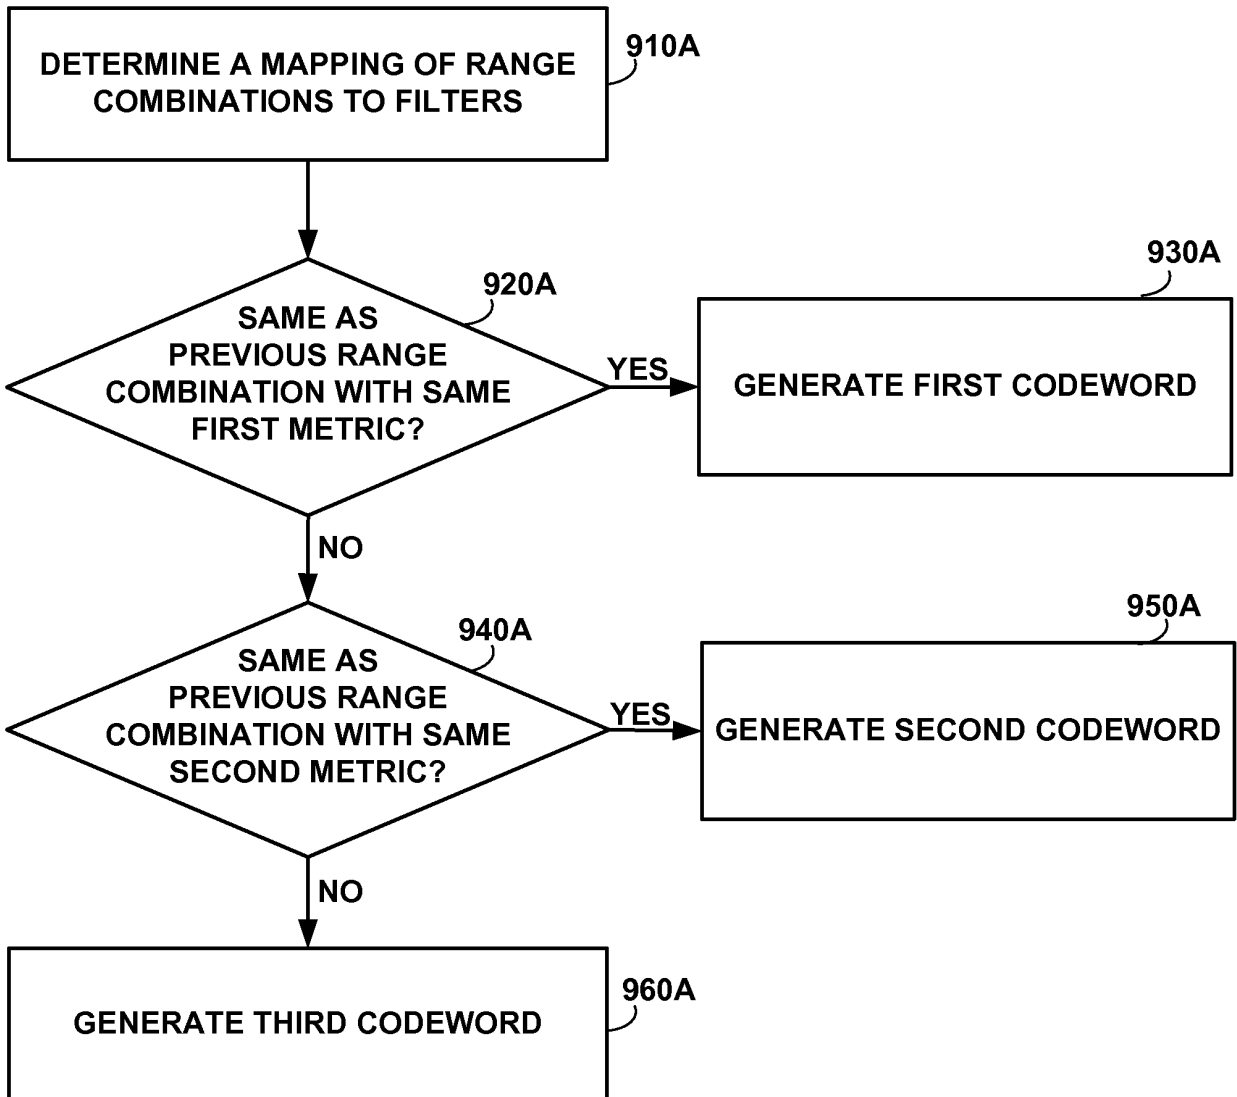 DETERMINE A MAPPING OF RANGE
COMBINATIONS TO FILTERS
910A
SAME AS
PREVIOUS RANGE
COMBINATION WITH SAME
FIRST METRIC?
920A
YES
930A
GENERATE FIRST CODEWORD
NO
SAME AS
PREVIOUS RANGE
COMBINATION WITH SAME
SECOND METRIC?
940A
YES
950A
GENERATE SECOND CODEWORD
NO
GENERATE THIRD CODEWORD
960A